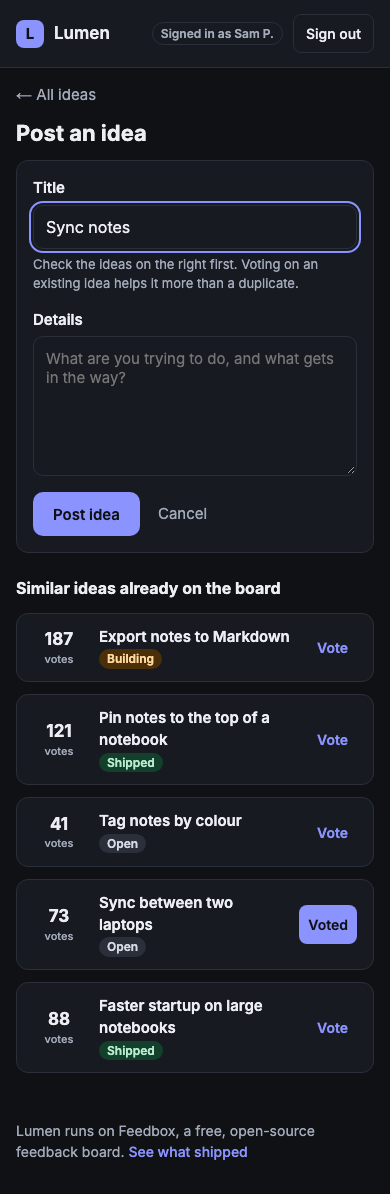 L Lumen Signed in as Sam P. Sign out
← All ideas
Post an idea
Title
Sync notes
Check the ideas on the right first. Voting on an
existing idea helps it more than a duplicate.
Details
What are you trying to do, and what gets
in the way?
Post idea Cancel
Similar ideas already on the board
187 votes
Export notes to Markdown
Building
Vote
121 votes
Pin notes to the top of a
notebook
Shipped
Vote
41 votes
Tag notes by colour
Open
Vote
73 votes
Sync between two
laptops
Open
Voted
88 votes
Faster startup on large
notebooks
Shipped
Vote
Lumen runs on Feedbox, a free, open-source
feedback board. See what shipped